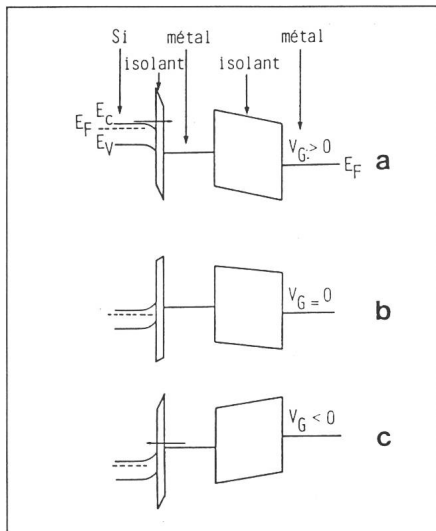 Si métal métal
isolant isolant
E_C
E_F
E_V
V_G > 0
E_F
a
V_G = 0
b
V_G < 0
c